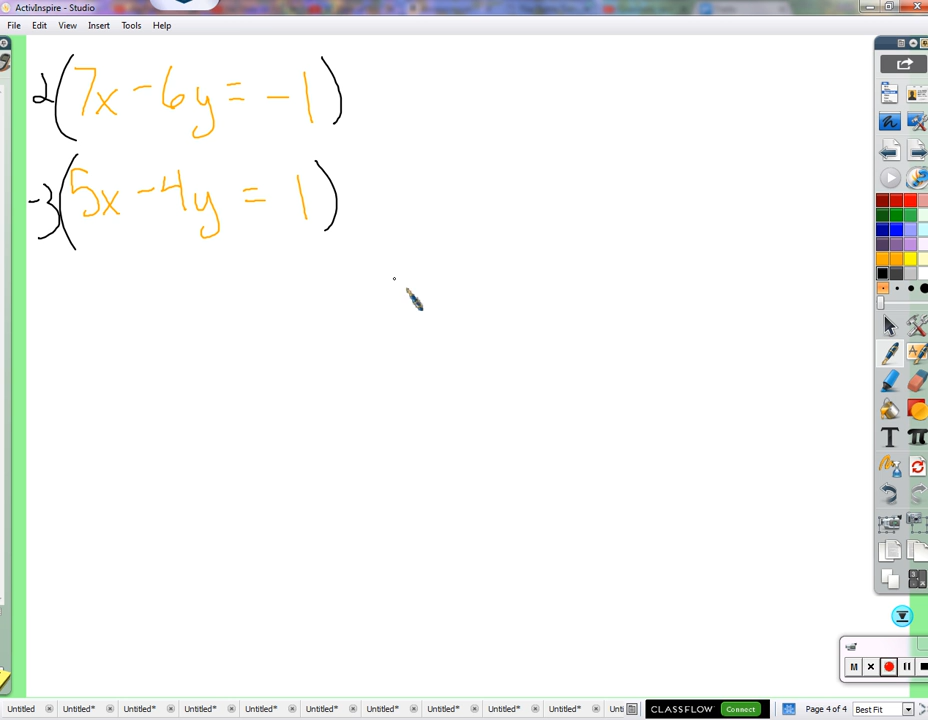 ActivInspire - Studio
File Edit View Insert Tools Help
2(7x - 6y = -1)
-3(5x - 4y = 1)
Untitled Untitled* Untitled* Untitled* Untitled* Untitled* Untitled* Untitled* Untitled* Untitled* Unti CLASSFLOW Connect Page 4 of 4 Best Fit